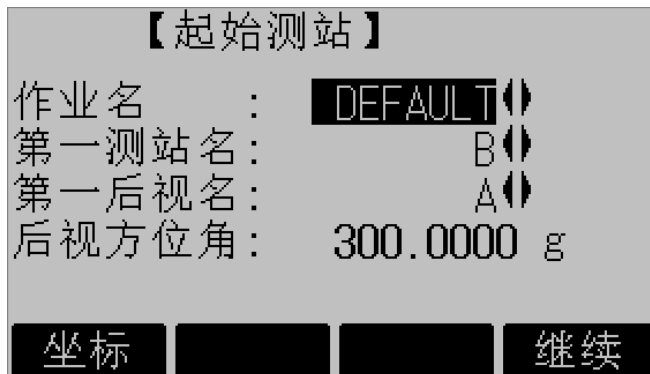 【起始测站】
作业名 : DEFAULT
第一测站名: B
第一后视名: A
后视方位角: 300.0000 g
坐标 继续